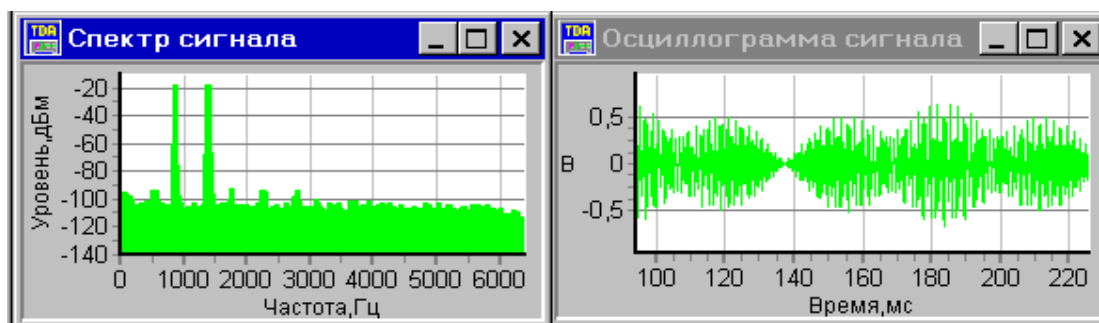 TDA
Спектр сигнала
Уровень,дБм
-20
-40
-60
-80
-100
-120
-140
0 1000 2000 3000 4000 5000 6000
Частота,Гц
TDA
Осциллограмма сигнала
В
0,5
0
-0,5
100 120 140 160 180 200 220
Время,мс